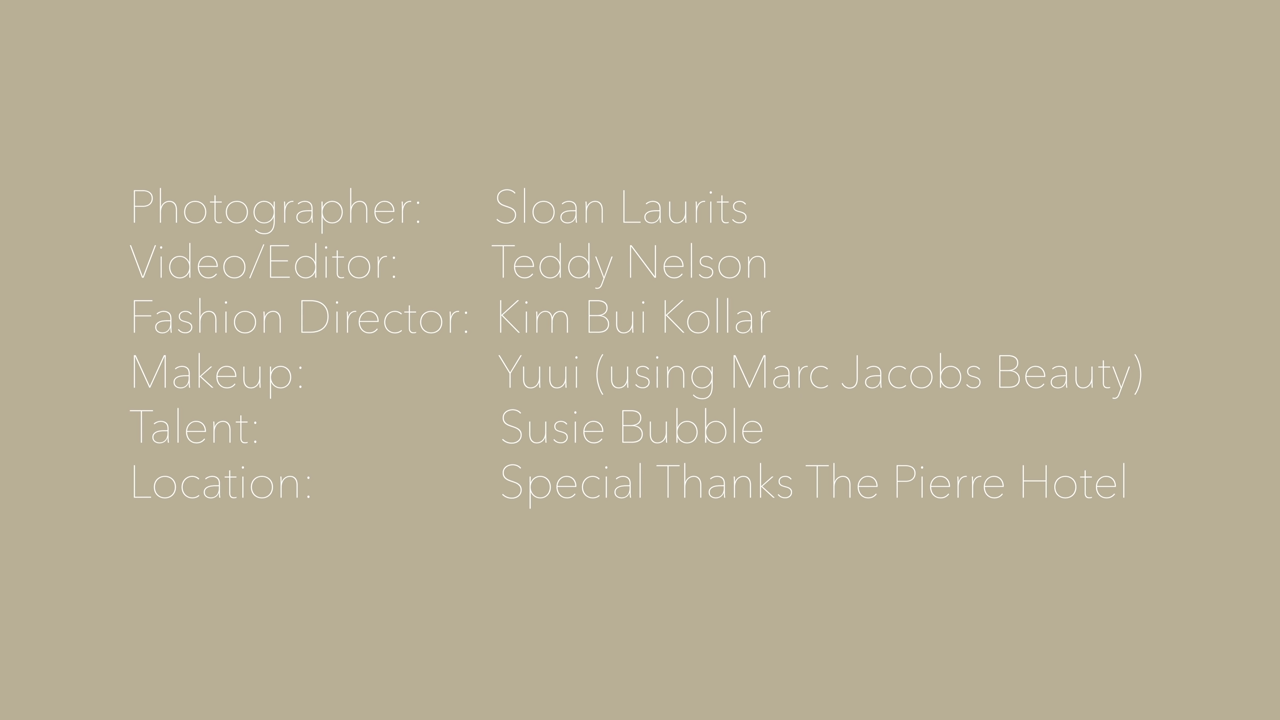 Photographer: Sloan Laurits
Video/Editor: Teddy Nelson
Fashion Director: Kim Bui Kollar
Makeup: Yuui (using Marc Jacobs Beauty)
Talent: Susie Bubble
Location: Special Thanks The Pierre Hotel